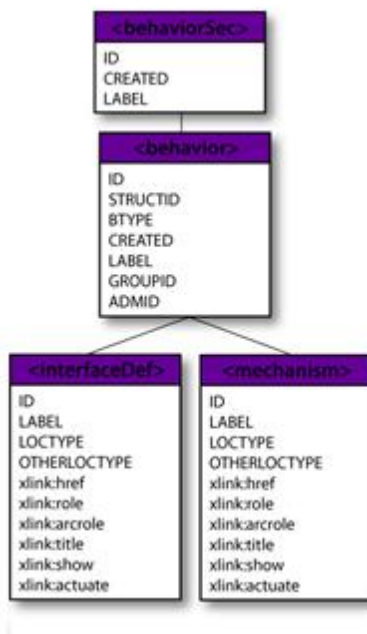 <behaviorSec>
ID
CREATED
LABEL
<behavior>
ID
STRUCTID
BTYPE
CREATED
LABEL
GROUPID
ADMID
<interfaceDef>
ID
LABEL
LOCTYPE
OTHERLOCTYPE
xlink:href
xlink:role
xlink:arcrole
xlink:title
xlink:show
xlink:actuate
<mechanism>
ID
LABEL
LOCTYPE
OTHERLOCTYPE
xlink:href
xlink:role
xlink:arcrole
xlink:title
xlink:show
xlink:actuate